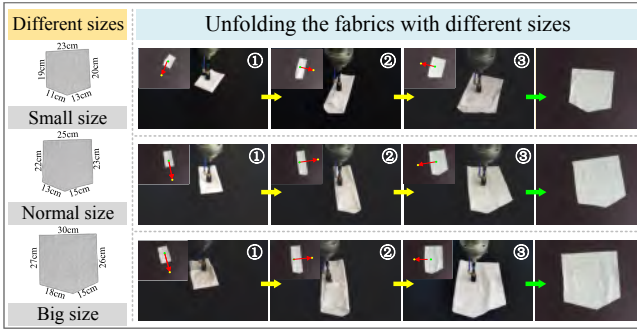 Different sizes
Unfolding the fabrics with different sizes
23cm
19cm
20cm
11cm
13cm
Small size
① ② ③
25cm
22cm
23cm
13cm
15cm
Normal size
① ② ③
30cm
27cm
26cm
18cm
15cm
Big size
① ② ③